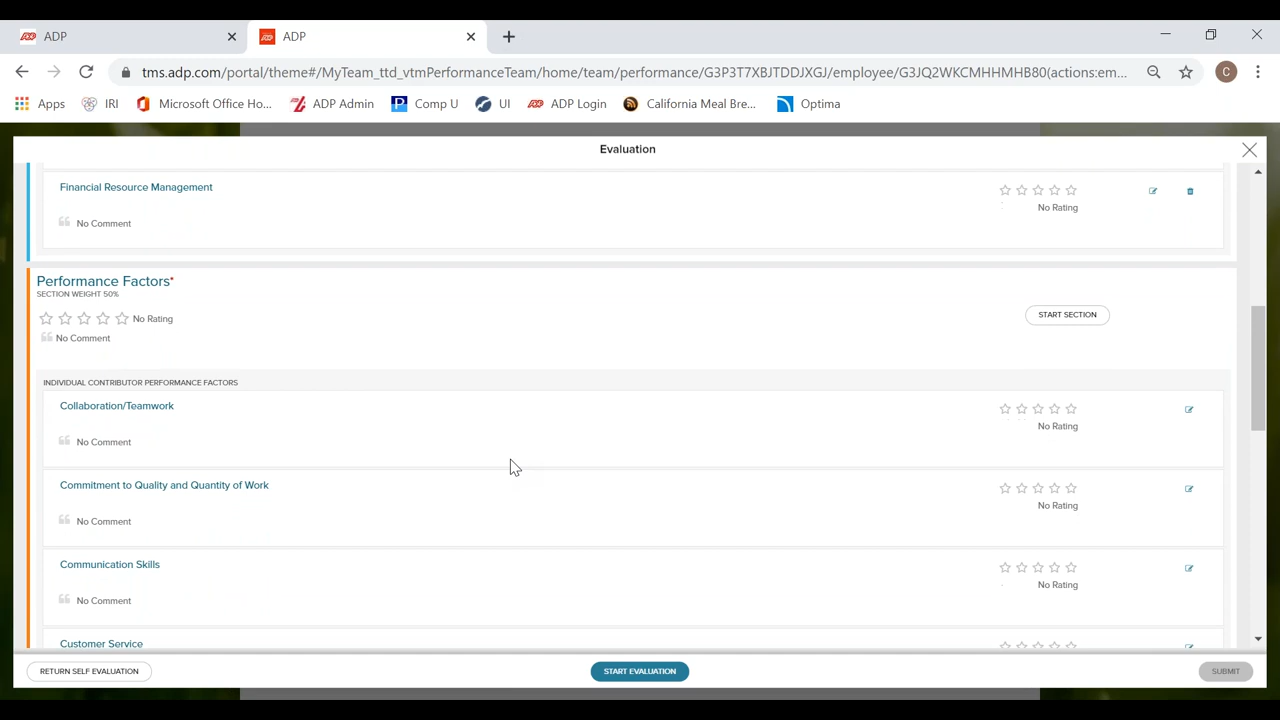 ADP
ADP
tms.adp.com/portal/theme#/MyTeam_ttd_vtmPerformanceTeam/home/team/performance/G3P3T7XBJTDDJXGJ/employee/G3JQ2WKCMHHMHB80(actions:em...
C
Apps
IRI
Microsoft Office Ho...
ADP Admin
P
Comp U
UI
ADP Login
California Meal Bre...
Optima
Evaluation
Financial Resource Management
No Rating
No Comment
Performance Factors*
SECTION WEIGHT 50%
No Rating
START SECTION
No Comment
INDIVIDUAL CONTRIBUTOR PERFORMANCE FACTORS
Collaboration/Teamwork
No Rating
No Comment
Commitment to Quality and Quantity of Work
No Rating
No Comment
Communication Skills
No Rating
No Comment
Customer Service
RETURN SELF EVALUATION
START EVALUATION
SUBMIT